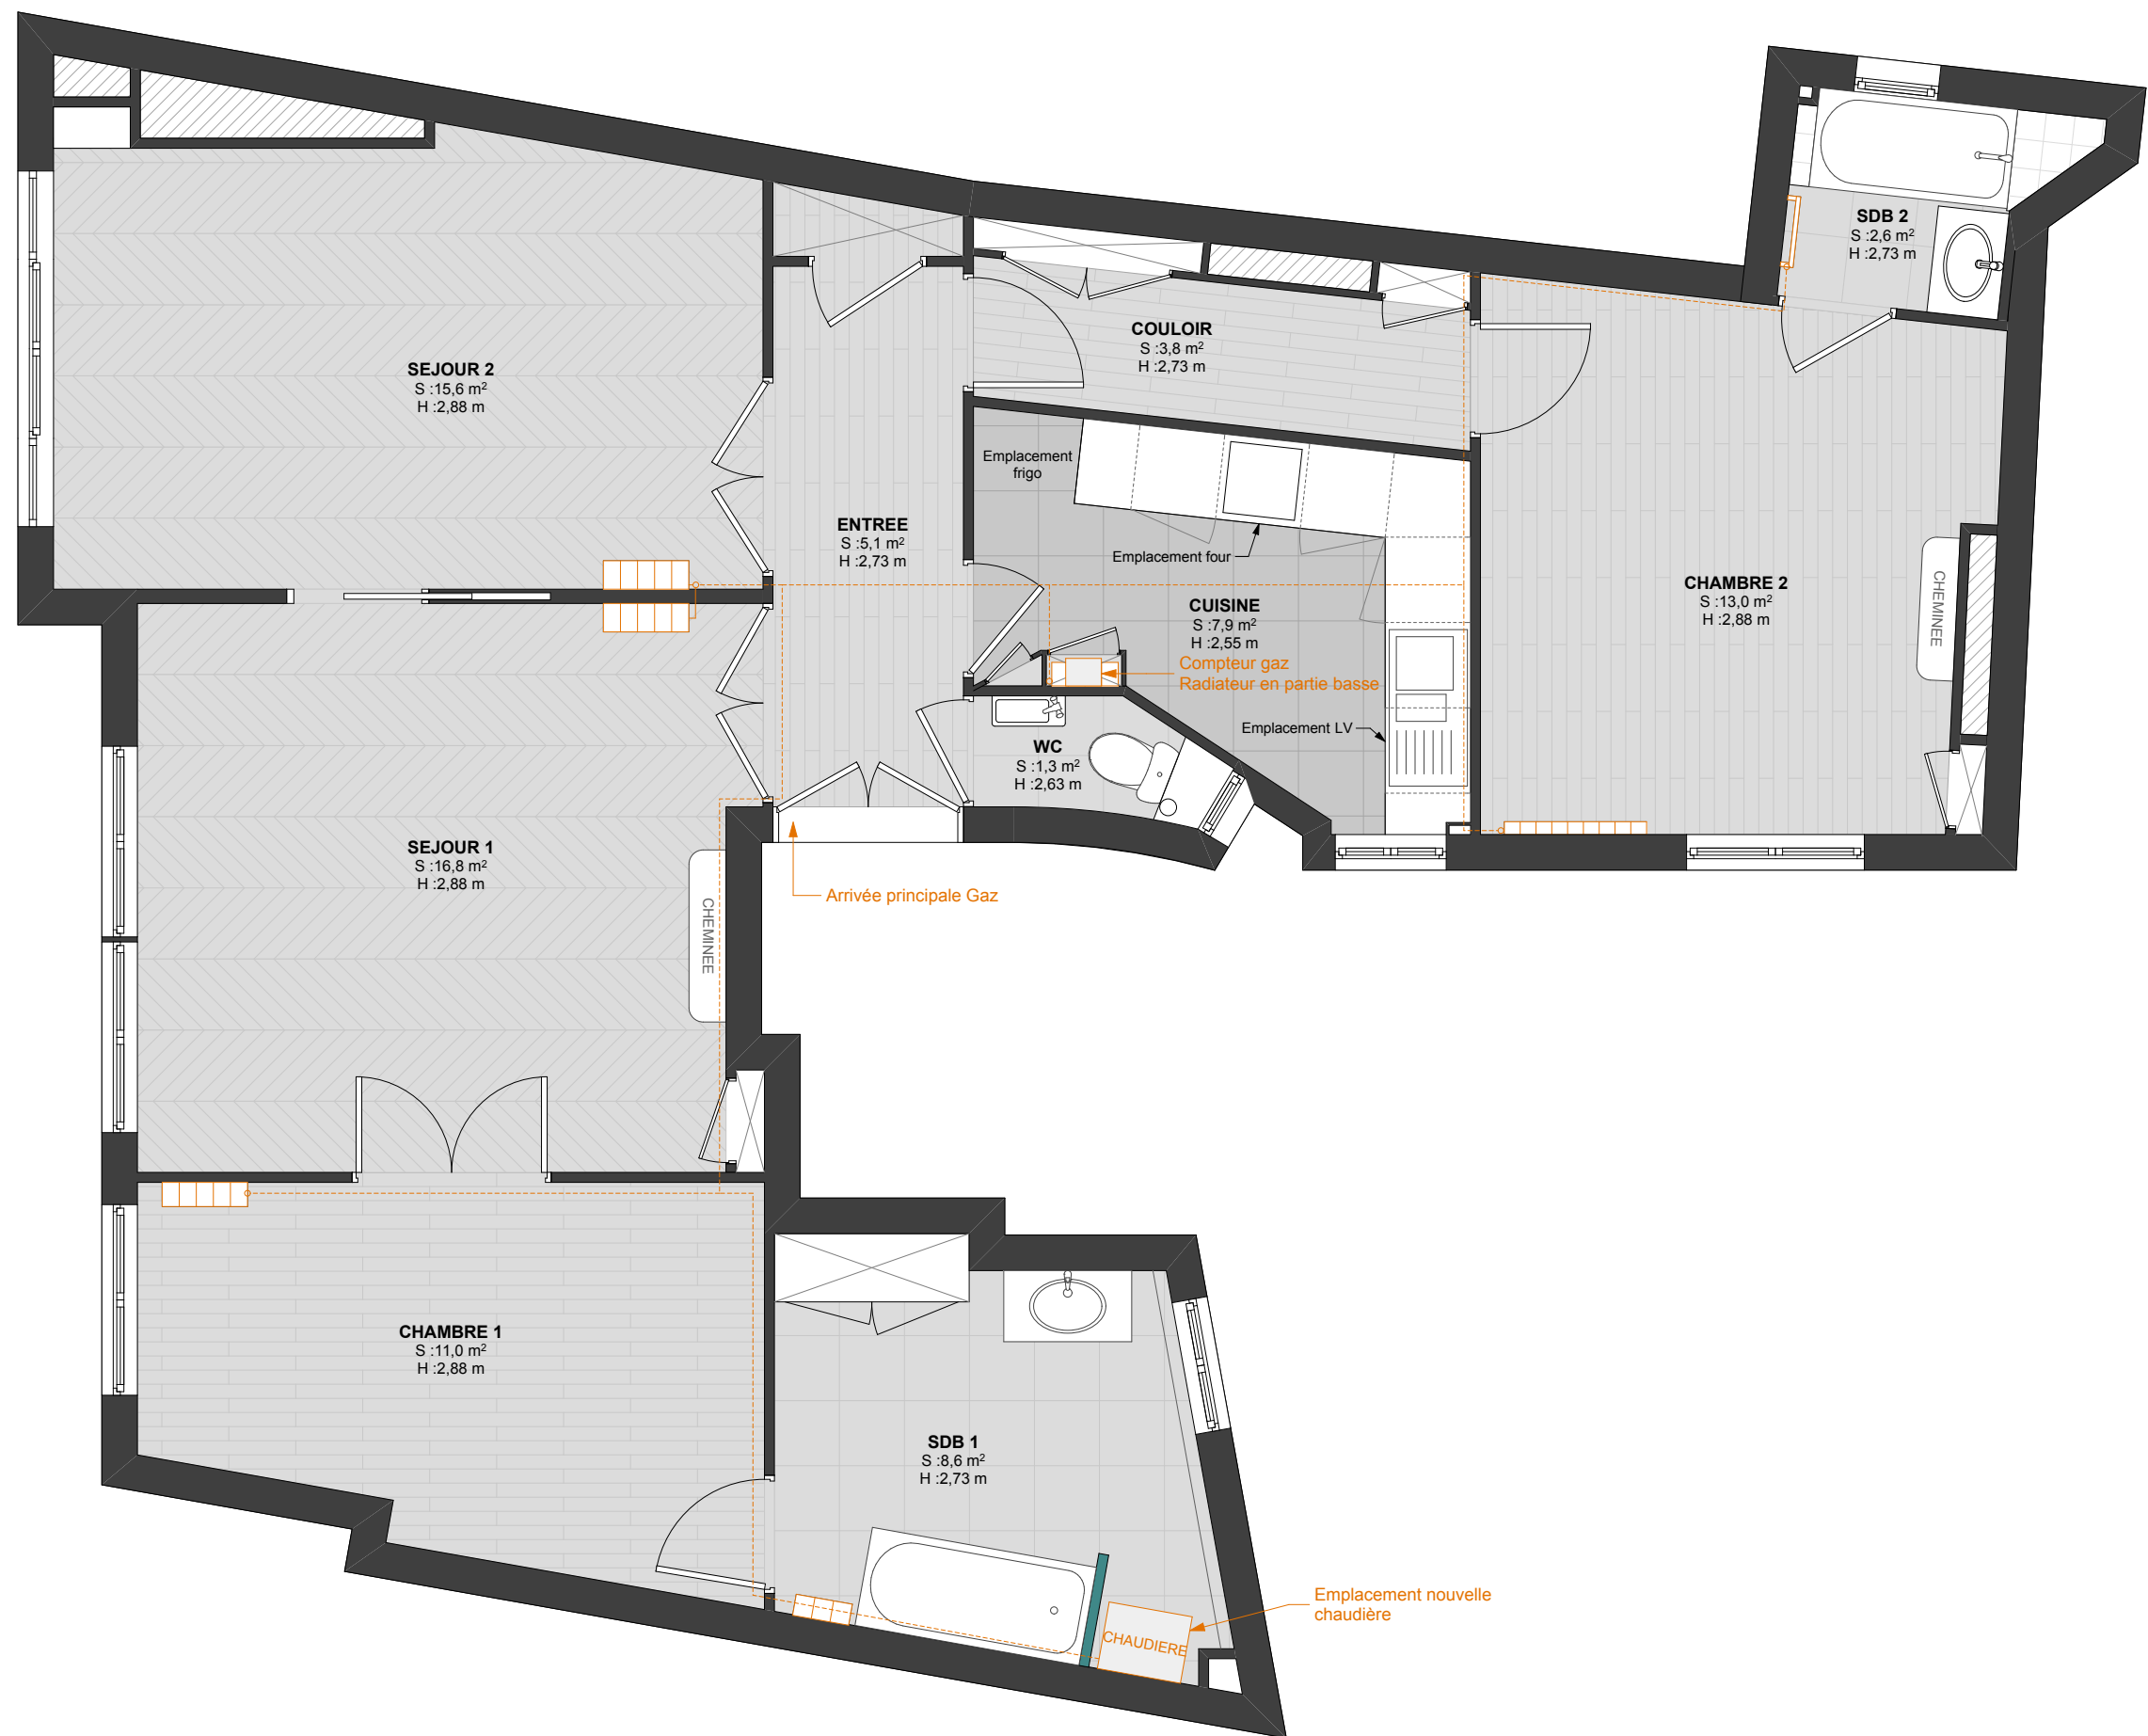 SDB 2
S :2,6 m²
H :2,73 m
COULOIR
S :3,8 m²
H :2,73 m
SEJOUR 2
S :15,6 m²
H :2,88 m
Emplacement
frigo
ENTREE
S :5,1 m²
H :2,73 m
Emplacement four
CHAMBRE 2
S :13,0 m²
H :2,88 m
CHEMINEE
CUISINE
S :7,9 m²
H :2,55 m
Compteur gaz
Radiateur en partie basse
Emplacement LV
WC
S :1,3 m²
H :2,63 m
SEJOUR 1
S :16,8 m²
H :2,88 m
Arrivée principale Gaz
CHEMINEE
CHAMBRE 1
S :11,0 m²
H :2,88 m
SDB 1
S :8,6 m²
H :2,73 m
Emplacement nouvelle
chaudière
CHAUDIERE